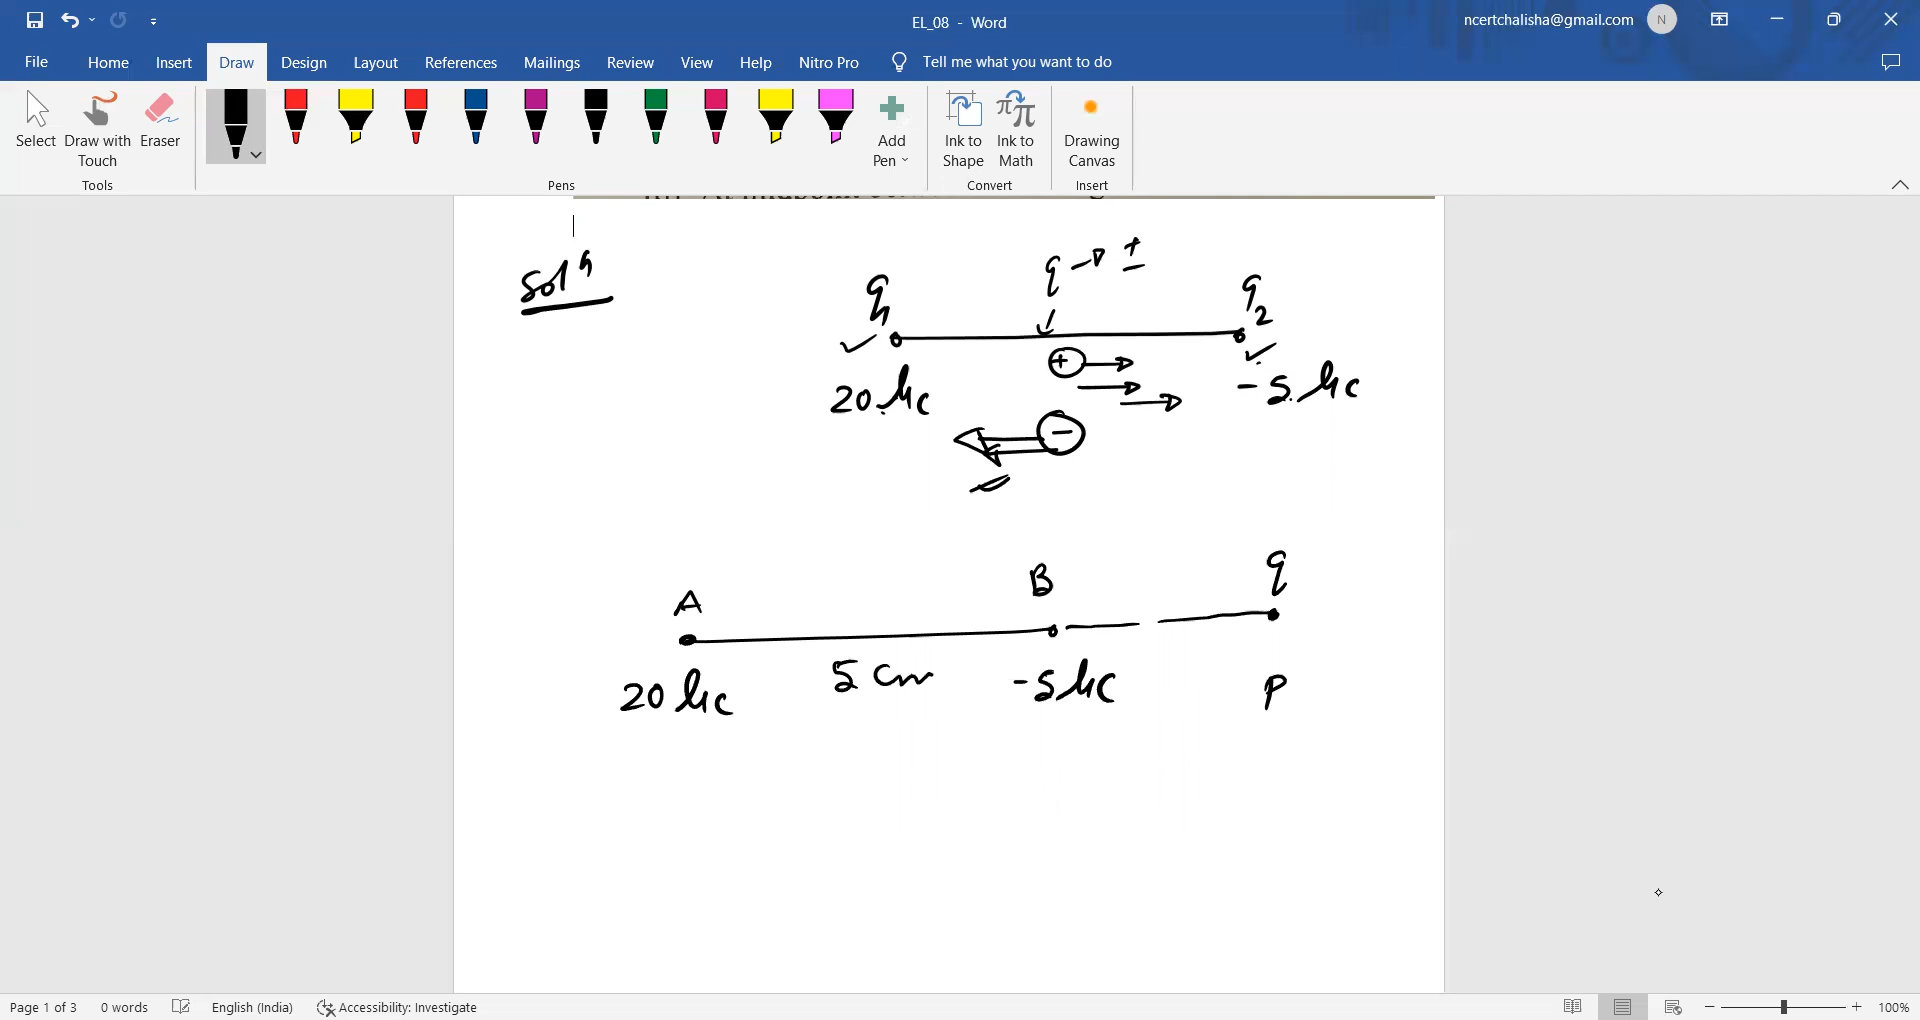 EL_08 - Word
ncertchalisha@gmail.com
N
File Home Insert Draw Design Layout References Mailings Review View Help Nitro Pro Tell me what you want to do
Select
Draw with Touch
Eraser
Add Pen
Ink to Shape
Ink to Math
Drawing Canvas
Tools
Pens
Convert
Insert
Solⁿ
q₁
q → ±
q₂
20 μc
+
- 5 μc
−
A
B
q
20 μc
5 cm
- 5 μc
P
Page 1 of 3
0 words
English (India)
Accessibility: Investigate
100%